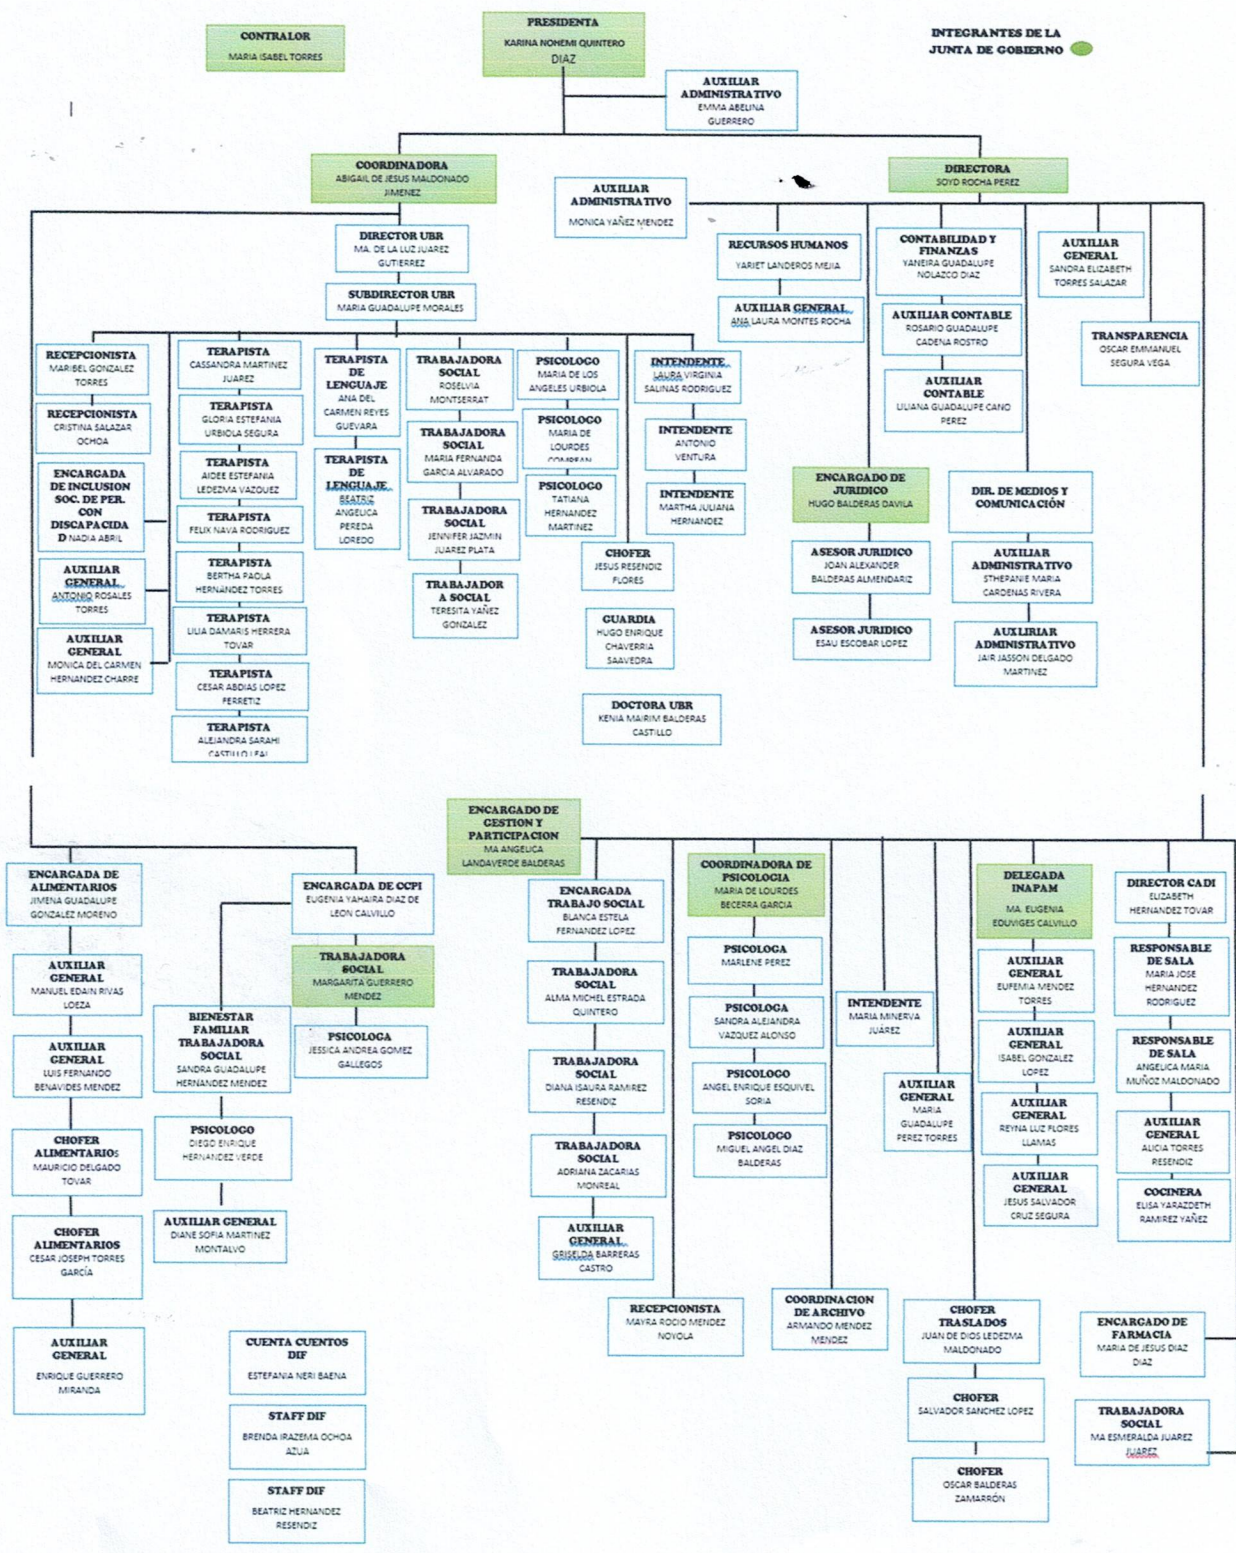 CONTRALOR
MARIA ISABEL TORRES
PRESIDENTA
KARINA NOHEMI QUINTERO
DIAZ
INTEGRANTES DE LA
JUNTA DE GOBIERNO
AUXILIAR
ADMINISTRATIVO
EMMA ABELINA
GUERRERO
COORDINADORA
ABIGAIL DE JESUS MALDONADO
JIMENEZ
DIRECTORA
SOYD ROCHA PEREZ
AUXILIAR
ADMINISTRATIVO
MONICA YAÑEZ MENDEZ
DIRECTOR UBR
MA. DE LA LUZ JUAREZ
GUTIERREZ
SUBDIRECTOR UBR
MARIA GUADALUPE MORALES
RECURSOS HUMANOS
YARIET LANDEROS MEJIA
AUXILIAR GENERAL
ANA LAURA MONTES ROCHA
CONTABILIDAD Y
FINANZAS
YANEIRA GUADALUPE
NOLAZCO DIAZ
AUXILIAR CONTABLE
ROSARIO GUADALUPE
CADENA ROSTRO
AUXILIAR
CONTABLE
LILIANA GUADALUPE CANO
PEREZ
AUXILIAR
GENERAL
SANDRA ELIZABETH
TORRES SALAZAR
TRANSPARENCIA
OSCAR EMMANUEL
SEGURA VEGA
RECEPCIONISTA
MARIBEL GONZALEZ
TORRES
RECEPCIONISTA
CRISTINA SALAZAR
OCHOA
ENCARGADA
DE INCLUSION
SOC. DE PER.
CON
DISCAPACIDA
D NADIA ABRIL
AUXILIAR
GENERAL
ANTONIO ROSALES
TORRES
AUXILIAR
GENERAL
MONICA DEL CARMEN
HERNANDEZ CHARRE
TERAPISTA
CASSANDRA MARTINEZ
JUAREZ
TERAPISTA
GLORIA ESTEFANIA
URBIOLA SEGURA
TERAPISTA
AIDEE ESTEFANIA
LEDEZMA VAZQUEZ
TERAPISTA
FELIX NAVA RODRIGUEZ
TERAPISTA
BERTHA PAOLA
HERNÁNDEZ TORRES
TERAPISTA
LILIA DAMARIS HERRERA
TOVAR
TERAPISTA
CESAR ABDIAS LOPEZ
FERRETIZ
TERAPISTA
ALEJANDRA SARAHI
CASTILLO LEAL
TERAPISTA
DE
LENGUAJE
ANA DEL
CARMEN REYES
GUEVARA
TERAPISTA
DE
LENGUAJE
BEATRIZ
ANGELICA
PEREDA
LOREDO
TRABAJADORA
SOCIAL
ROSELVIA
MONTSERRAT
TRABAJADORA
SOCIAL
MARIA FERNANDA
GARCIA ALVARADO
TRABAJADORA
SOCIAL
JENNIFER JAZMIN
JUAREZ PLATA
TRABAJADOR
A SOCIAL
TERESITA YAÑEZ
GONZALEZ
PSICOLOGO
MARIA DE LOS
ANGELES URBIOLA
PSICOLOGO
MARIA DE
LOURDES
COMPEAN
PSICOLOGO
TATIANA
HERNANDEZ
MARTINEZ
INTENDENTE
LAURA VIRGINIA
SALINAS RODRIGUEZ
INTENDENTE
ANTONIO
VENTURA
INTENDENTE
MARTHA JULIANA
HERNANDEZ
CHOFER
JESUS RESENDIZ
FLORES
GUARDIA
HUGO ENRIQUE
CHAVERRIA
SAAVEDRA
DOCTORA UBR
KENIA MAIRIM BALDERAS
CASTILLO
ENCARGADO
DE JURIDICO
HUGO BALDERAS DAVILA
ASESOR JURIDICO
JOAN ALEXANDER
BALDERAS ALMENDARIZ
ASESOR JURIDICO
ESAU ESCOBAR LOPEZ
DIR. DE MEDIOS Y
COMUNICACIÓN
AUXILIAR
ADMINISTRATIVO
STHEPANIE MARIA
CARDENAS RIVERA
AUXLIRIAR
ADMINISTRATIVO
JAIR JASSON DELGADO
MARTINEZ
ENCARGADA DE
ALIMENTARIOS
JIMENA GUADALUPE
GONZALEZ MORENO
AUXILIAR
GENERAL
MANUEL EDAIN RIVAS
LOEZA
AUXILIAR
GENERAL
LUIS FERNANDO
BENAVIDES MENDEZ
CHOFER
ALIMENTARIOS
MAURICIO DELGADO
TOVAR
CHOFER
ALIMENTARIOS
CESAR JOSEPH TORRES
GARCÍA
AUXILIAR
GENERAL
ENRIQUE GUERRERO
MIRANDA
ENCARGADA DE CCPI
EUGENIA YAHAIRA DIAZ DE
LEON CALVILLO
TRABAJADORA
SOCIAL
MARGARITA GUERRERO
MENDEZ
PSICOLOGA
JESSICA ANDREA GOMEZ
GALLEGOS
BIENESTAR
FAMILIAR
TRABAJADORA
SOCIAL
SANDRA GUADALUPE
HERNANDEZ MENDEZ
PSICOLOGO
DIEGO ENRIQUE
HERNANDEZ VERDE
AUXILIAR GENERAL
DIANE SOFIA MARTINEZ
MONTALVO
CUENTA CUENTOS
DIF
ESTEFANIA NERI BAENA
STAFF DIF
BRENDA IRAZEMA OCHOA
AZUA
STAFF DIF
BEATRIZ HERNANDEZ
RESENDIZ
ENCARGADO DE
GESTION Y
PARTICIPACION
MA ANGELICA
LANDAVERDE BALDERAS
ENCARGADA
TRABAJO SOCIAL
BLANCA ESTELA
FERNANDEZ LOPEZ
TRABAJADORA
SOCIAL
ALMA MICHEL ESTRADA
QUINTERO
TRABAJADORA
SOCIAL
DIANA ISAURA RAMIREZ
RESENDIZ
TRABAJADORA
SOCIAL
ADRIANA ZACARIAS
MONREAL
AUXILIAR
GENERAL
GRISELDA BARRERAS
CASTRO
RECEPCIONISTA
MAYRA ROCIO MENDEZ
NOYOLA
COORDINADORA DE
PSICOLOGIA
MARIA DE LOURDES
BECERRA GARCIA
PSICOLOGA
MARLENE PEREZ
PSICOLOGA
SANDRA ALEJANDRA
VAZQUEZ ALONSO
PSICOLOGO
ANGEL ENRIQUE ESQUIVEL
SORIA
PSICOLOGO
MIGUEL ANGEL DIAZ
BALDERAS
COORDINACION
DE ARCHIVO
ARMANDO MENDEZ
MENDEZ
INTENDENTE
MARIA MINERVA
JUÁREZ
AUXILIAR
GENERAL
MARIA
GUADALUPE
PEREZ TORRES
CHOFER
TRASLADOS
JUAN DE DIOS LEDEZMA
MALDONADO
CHOFER
SALVADOR SANCHEZ LOPEZ
CHOFER
OSCAR BALDERAS
ZAMARRÓN
DELEGADA
INAPAM
MA. EUGENIA
EDUVIGES CALVILLO
AUXILIAR
GENERAL
EUFEMIA MENDEZ
TORRES
AUXILIAR
GENERAL
ISABEL GONZALEZ
LOPEZ
AUXILIAR
GENERAL
REYNA LUZ FLORES
LLAMAS
AUXILIAR
GENERAL
JESUS SALVADOR
CRUZ SEGURA
DIRECTOR CADI
ELIZABETH
HERNANDEZ TOVAR
RESPONSABLE
DE SALA
MARIA JOSE
HERNANDEZ
RODRIGUEZ
RESPONSABLE
DE SALA
ANGELICA MARIA
MUÑOZ MALDONADO
AUXILIAR
GENERAL
ALICIA TORRES
RESENDIZ
COCINERA
ELISA YARAZDETH
RAMIREZ YAÑEZ
ENCARGADO DE
FARMACIA
MARIA DE JESUS DIAZ
DIAZ
TRABAJADORA
SOCIAL
MA ESMERALDA JUAREZ
JUAREZ